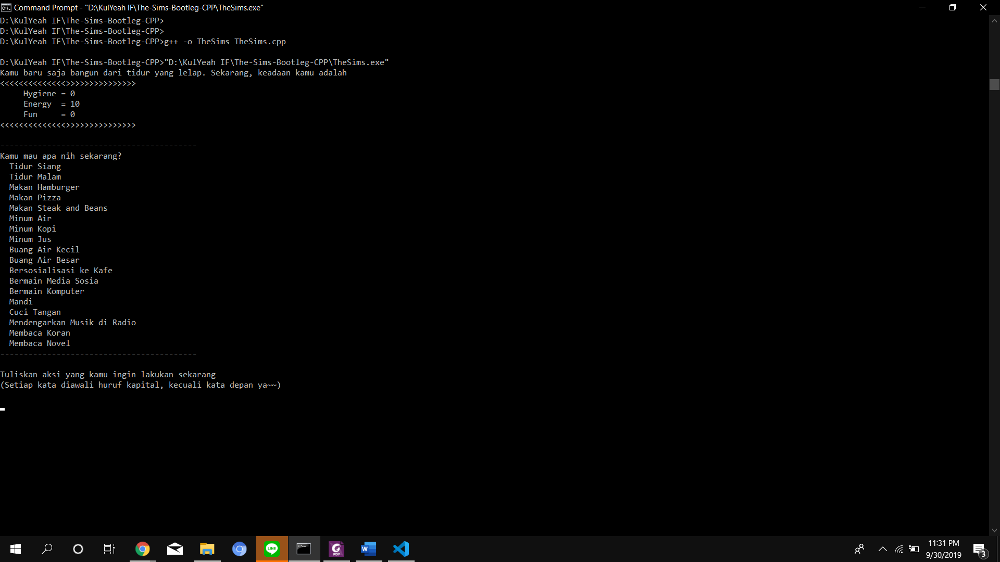 Command Prompt - "D:\KulYeah IF\The-Sims-Bootleg-CPP\TheSims.exe"
D:\KulYeah IF\The-Sims-Bootleg-CPP>
D:\KulYeah IF\The-Sims-Bootleg-CPP>
D:\KulYeah IF\The-Sims-Bootleg-CPP>g++ -o TheSims TheSims.cpp
D:\KulYeah IF\The-Sims-Bootleg-CPP>"D:\KulYeah IF\The-Sims-Bootleg-CPP\TheSims.exe"
Kamu baru saja bangun dari tidur yang lelap. Sekarang, keadaan kamu adalah
<<<<<<<<<<<<<<>>>>>>>>>>>>>>>
Hygiene = 0
Energy  = 10
Fun     = 0
<<<<<<<<<<<<<<>>>>>>>>>>>>>>>
------------------------------------------
Kamu mau apa nih sekarang?
Tidur Siang
Tidur Malam
Makan Hamburger
Makan Pizza
Makan Steak and Beans
Minum Air
Minum Kopi
Minum Jus
Buang Air Kecil
Buang Air Besar
Bersosialisasi ke Kafe
Bermain Media Sosia
Bermain Komputer
Mandi
Cuci Tangan
Mendengarkan Musik di Radio
Membaca Koran
Membaca Novel
------------------------------------------
Tuliskan aksi yang kamu ingin lakukan sekarang
(Setiap kata diawali huruf kapital, kecuali kata depan ya~~)
LINE
PDF
W
11:31 PM
9/30/2019
3